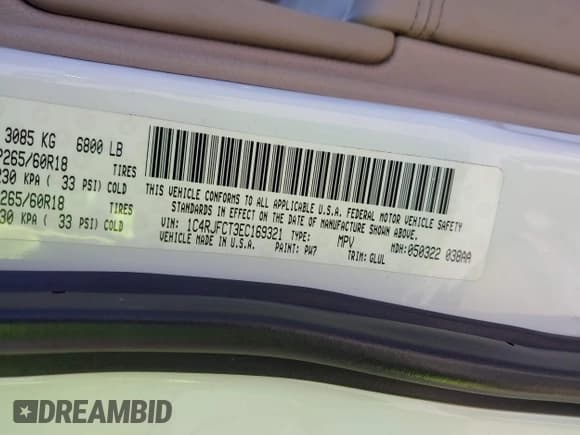 3085 KG 6800 LB
P265/60R18 TIRES
230 KPA ( 33 PSI) COLD
265/60R18 TIRES
30 KPA ( 33 PSI) COLD
THIS VEHICLE CONFORMS TO ALL APPLICABLE U.S.A. FEDERAL MOTOR VEHICLE SAFETY
STANDARDS IN EFFECT ON THE DATE OF MANUFACTURE SHOWN ABOVE.
VIN: 1C4RJFCT3EC169321 TYPE: MPV MDH:050322 038AA
VEHICLE MADE IN U.S.A. PAINT: PW7 TRIM: GLUL
DREAMBID